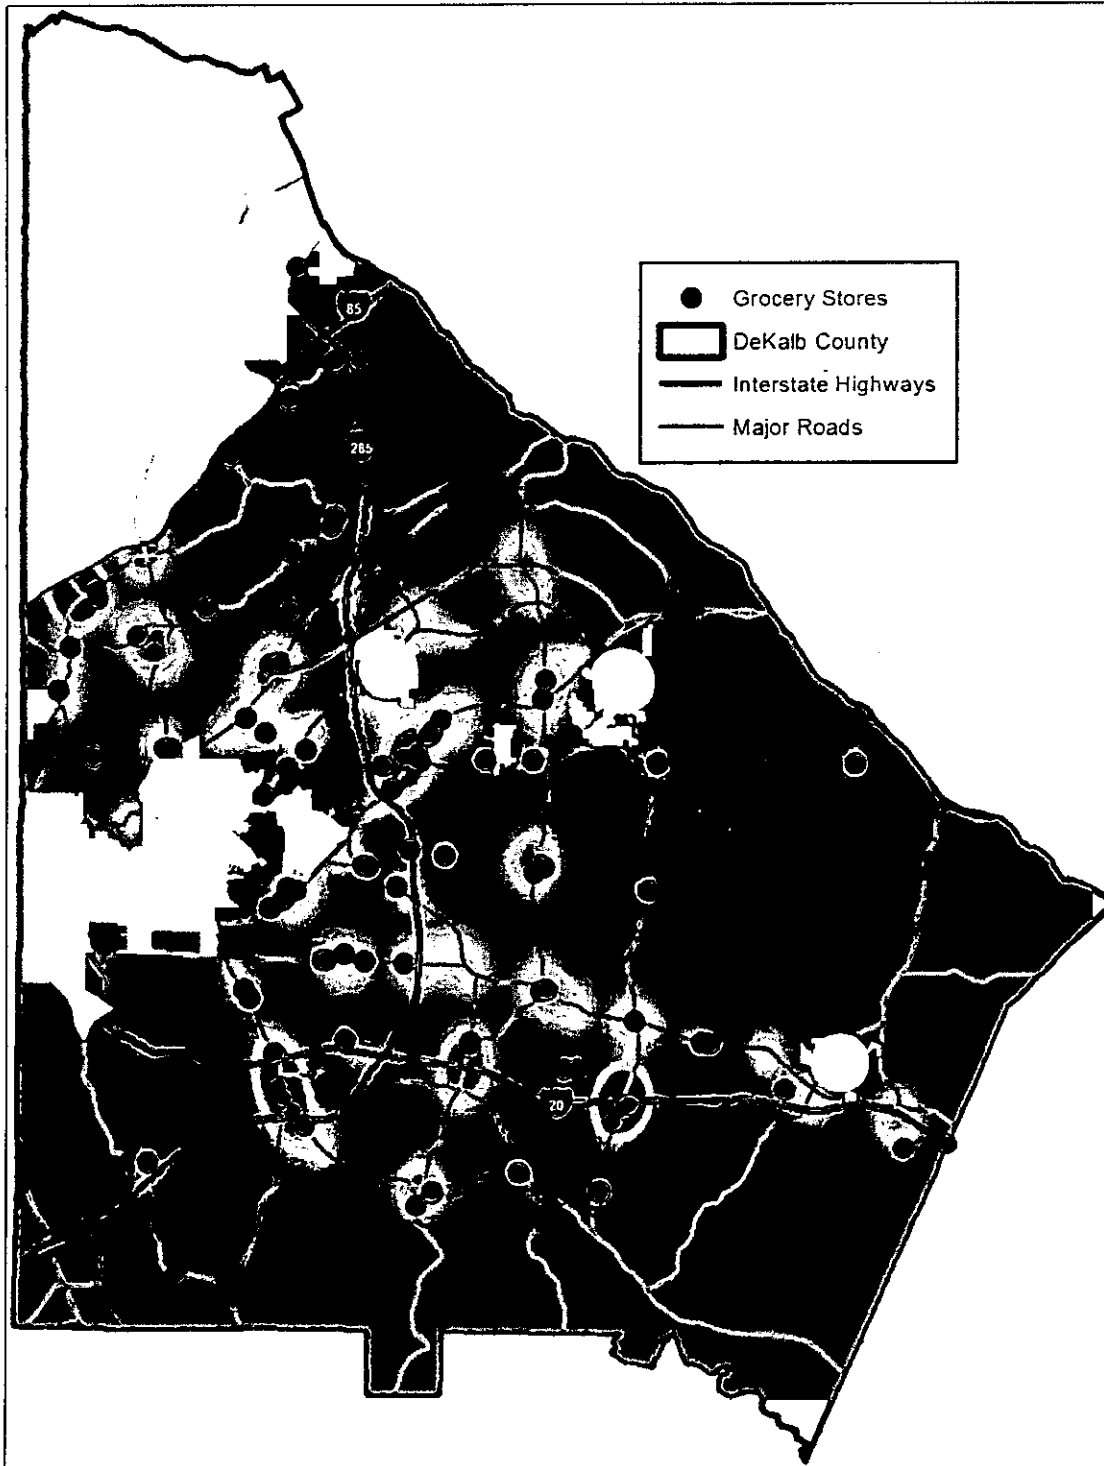 Grocery Stores
85
DeKalb County
Interstate Highways
Major Roads
285
20